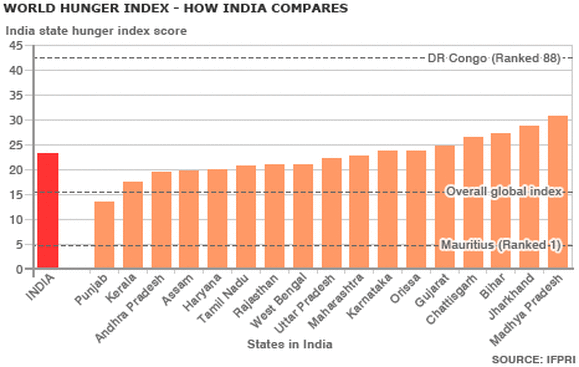 WORLD HUNGER INDEX - HOW INDIA COMPARES
India state hunger index score
45
40
35
30
25
20
15
10
5
0
DR Congo (Ranked 88)
Overall global index
Mauritius (Ranked 1)
INDIA
Punjab
Kerala
Andhra Pradesh
Assam
Haryana
Tamil Nadu
Rajasthan
West Bengal
Uttar Pradesh
Maharashtra
Karnataka
Orissa
Gujarat
Chattisgarh
Bihar
Jharkhand
Madhya Pradesh
States in India
SOURCE: IFPRI